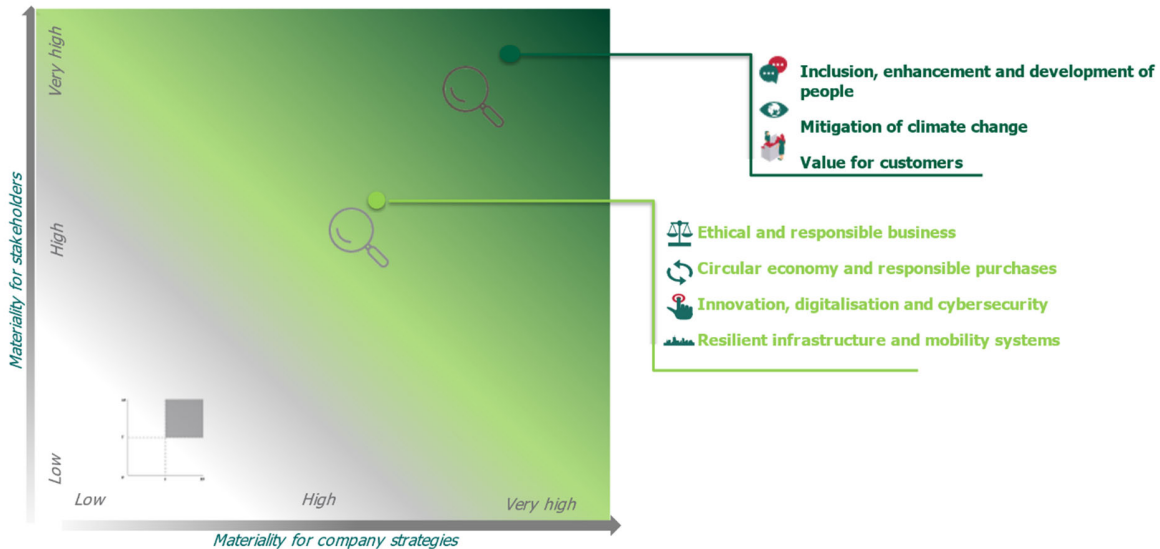 Very high
High
Low
Materiality for stakeholders
Low
High
Very high
Materiality for company strategies
Inclusion, enhancement and development of
people
Mitigation of climate change
Value for customers
Ethical and responsible business
Circular economy and responsible purchases
Innovation, digitalisation and cybersecurity
Resilient infrastructure and mobility systems